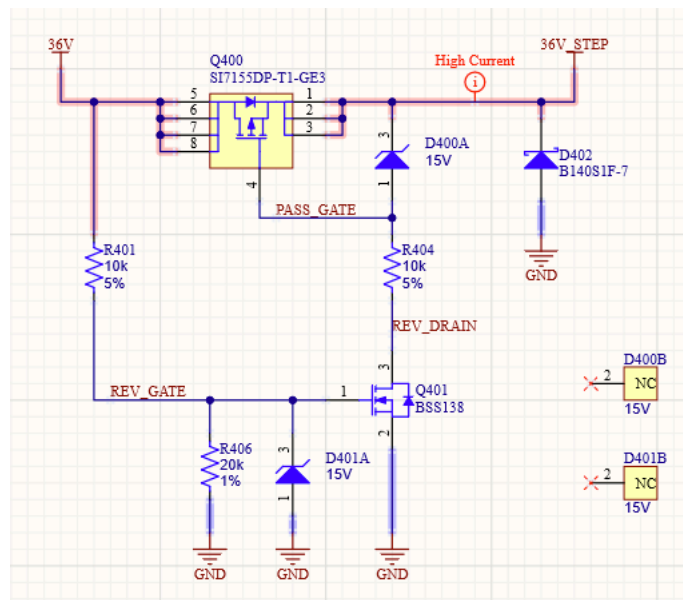 36V
Q400
SI7155DP-T1-GE3
High Current
i
36V_STEP
5
6
7
8
1
2
3
4
3
D400A
15V
1
D402
B140S1F-7
PASS_GATE
R401
10k
5%
R404
10k
5%
GND
REV_DRAIN
REV_GATE
3
1
Q401
BSS138
2
R406
20k
1%
3
D401A
15V
1
D400B
2
NC
15V
D401B
2
NC
15V
GND
GND
GND